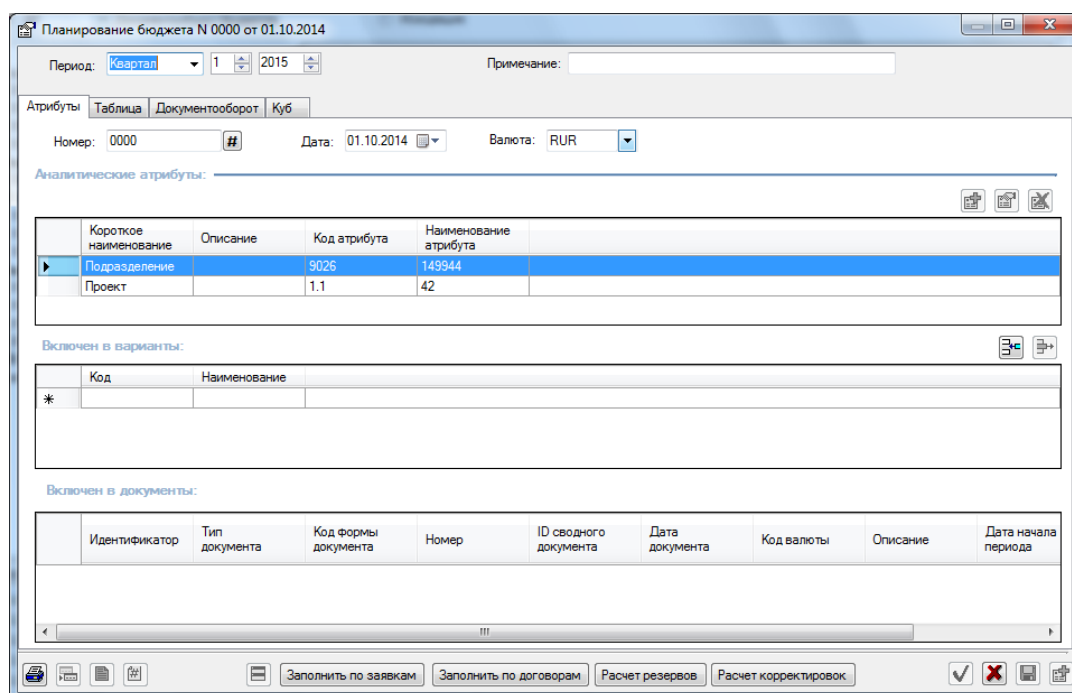 Планирование бюджета N 0000 от 01.10.2014
Период: Квартал 1 2015 Примечание:
Атрибуты Таблица Документооборот Куб
Номер: 0000 # Дата: 01.10.2014 Валюта: RUR
Аналитические атрибуты:
Короткое наименование Описание Код атрибута Наименование атрибута
Подразделение 9026 149944
Проект 1.1 42
Включен в варианты:
Код Наименование
Включен в документы:
Идентификатор Тип документа Код формы документа Номер ID сводного документа Дата документа Код валюты Описание Дата начала периода
Заполнить по заявкам Заполнить по договорам Расчет резервов Расчет корректировок